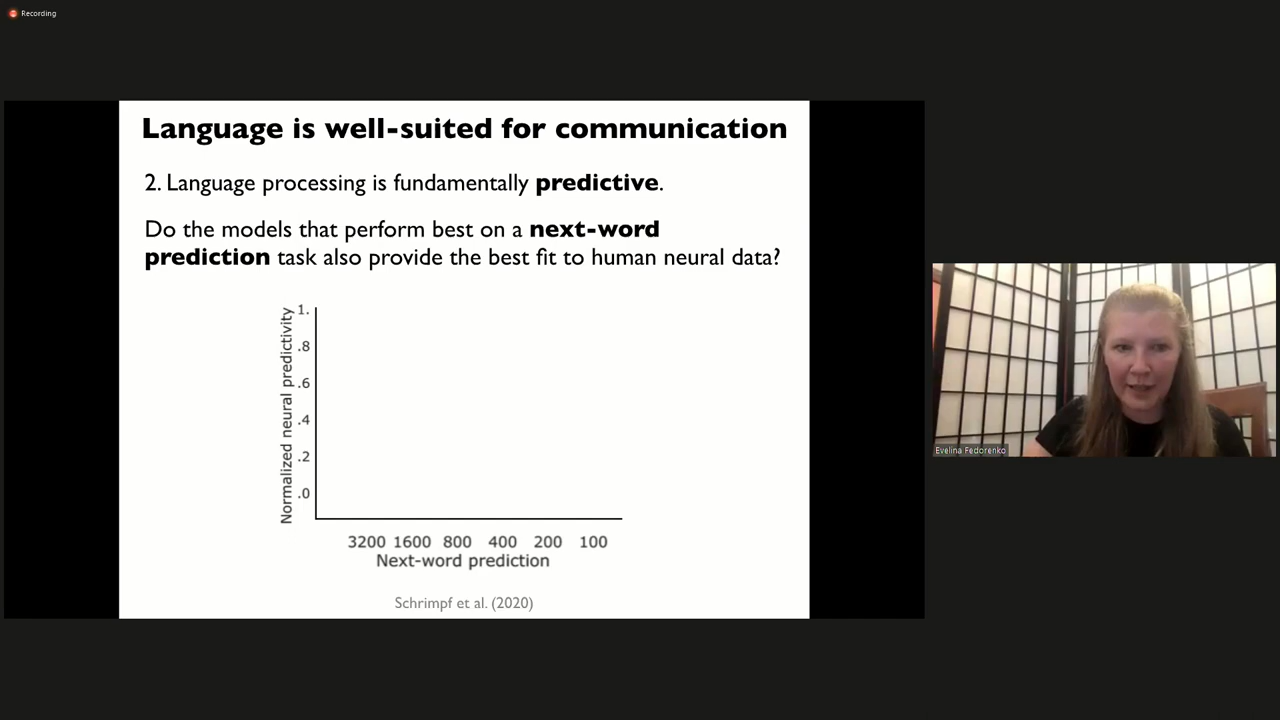 Recording
Language is well-suited for communication
2. Language processing is fundamentally predictive.
Do the models that perform best on a next-word
prediction task also provide the best fit to human neural data?
Normalized neural predictivity
1.
.8
.6
.4
.2
.0
3200 1600 800 400 200 100
Next-word prediction
Schrimpf et al. (2020)
Evelina Fedorenko